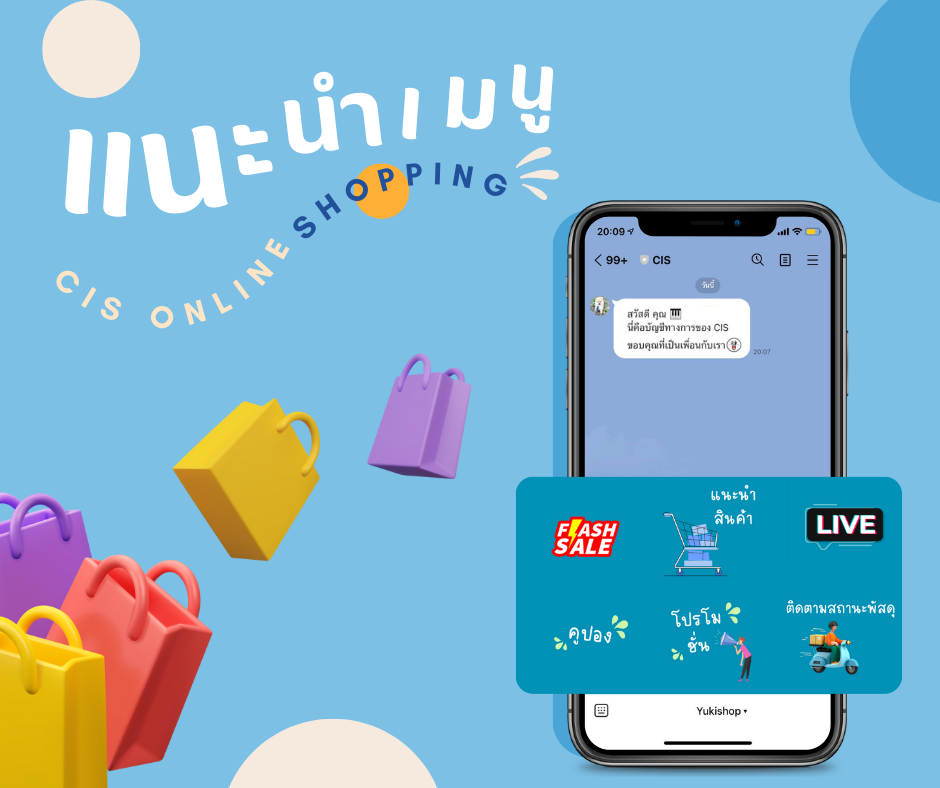 แนะนำเมนู
CIS ONLINE SHOPPING
20:09
99+ CIS
วันนี้
สวัสดี คุณ
นี่คือบัญชีทางการของ CIS
ขอบคุณที่เป็นเพื่อนกับเรา
20:07
FLASH
SALE
แนะนำ
สินค้า
LIVE
คูปอง
โปรโม
ชั่น
ติดตามสถานะพัสดุ
Yukishop